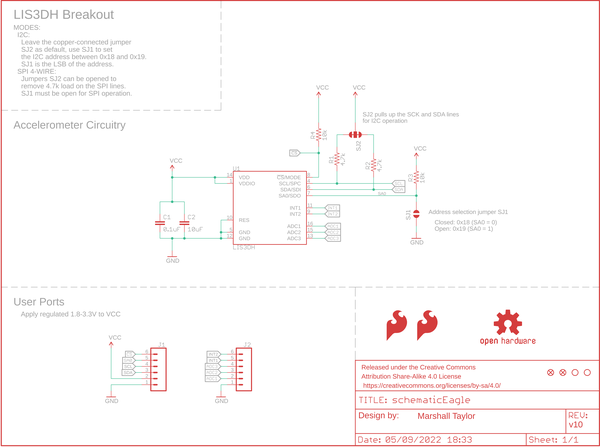 LIS3DH Breakout
MODES:
I2C:
Leave the copper-connected jumper
SJ2 as default, use SJ1 to set
the I2C address between 0x18 and 0x19.
SJ1 is the LSB of the address.
SPI 4-WIRE:
Jumpers SJ2 can be opened to
remove 4.7k load on the SPI lines.
SJ1 must be open for SPI operation.
Accelerometer Circuitry
VCC
VCC
SJ2 pulls up the SCK and SDA lines
for I2C operation
R4
10k
SJ2
R1
4.7k
R2
4.7k
VCC
VCC
U1
VDD
VDDIO
RES
GND
GND
CS/MODE
SCL/SPC
SDA/SDI
SA0/SDO
INT1
INT2
ADC1
ADC2
ADC3
LIS3DH
14
10
12
C1
0.1uF
C2
10uF
GND
10k
SJ1
Address selection jumper SJ1
Closed: 0x18 (SA0 = 0)
Open: 0x19 (SA0 = 1)
GND
User Ports
Apply regulated 1.8-3.3V to VCC
VCC
J1
GND
J2
GND
open hardware
Released under the Creative Commons
Attribution Share-Alike 4.0 License
https://creativecommons.org/licenses/by-sa/4.0/
TITLE: schematicEagle
Design by: Marshall Taylor
REV:
v10
Date: 05/09/2022 18:33
Sheet: 1/1